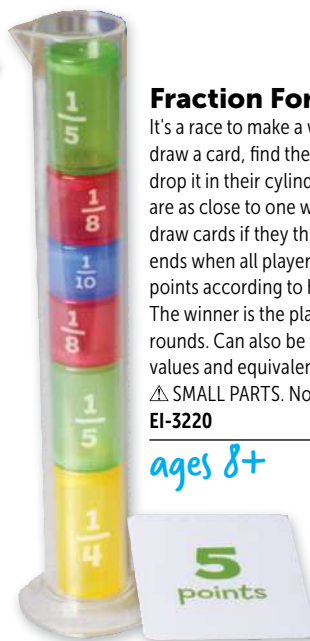 1/5
1/8
1/10
1/8
1/5
1/4
Fraction For
It's a race to make a
draw a card, find the
drop it in their cylind
are as close to one w
draw cards if they th
ends when all player
points according to
The winner is the pla
rounds. Can also be
values and equivalen
⚠ SMALL PARTS. No
EI-3220
ages 8+
5
points